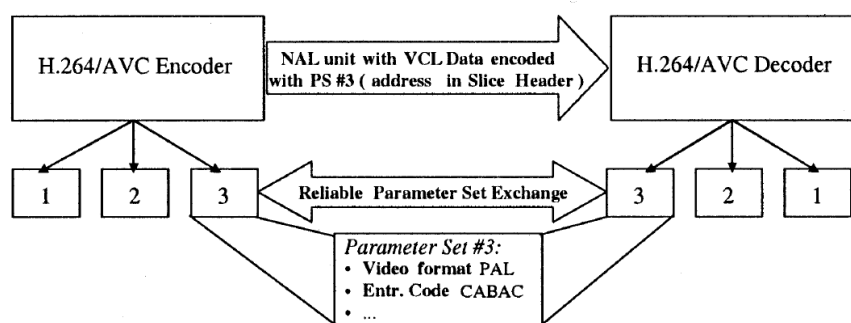 H.264/AVC Encoder
NAL unit with VCL Data encoded
with PS #3 ( address in Slice Header )
H.264/AVC Decoder
1 2 3
Reliable Parameter Set Exchange
3 2 1
Parameter Set #3:
• Video format PAL
• Entr. Code CABAC
• ...